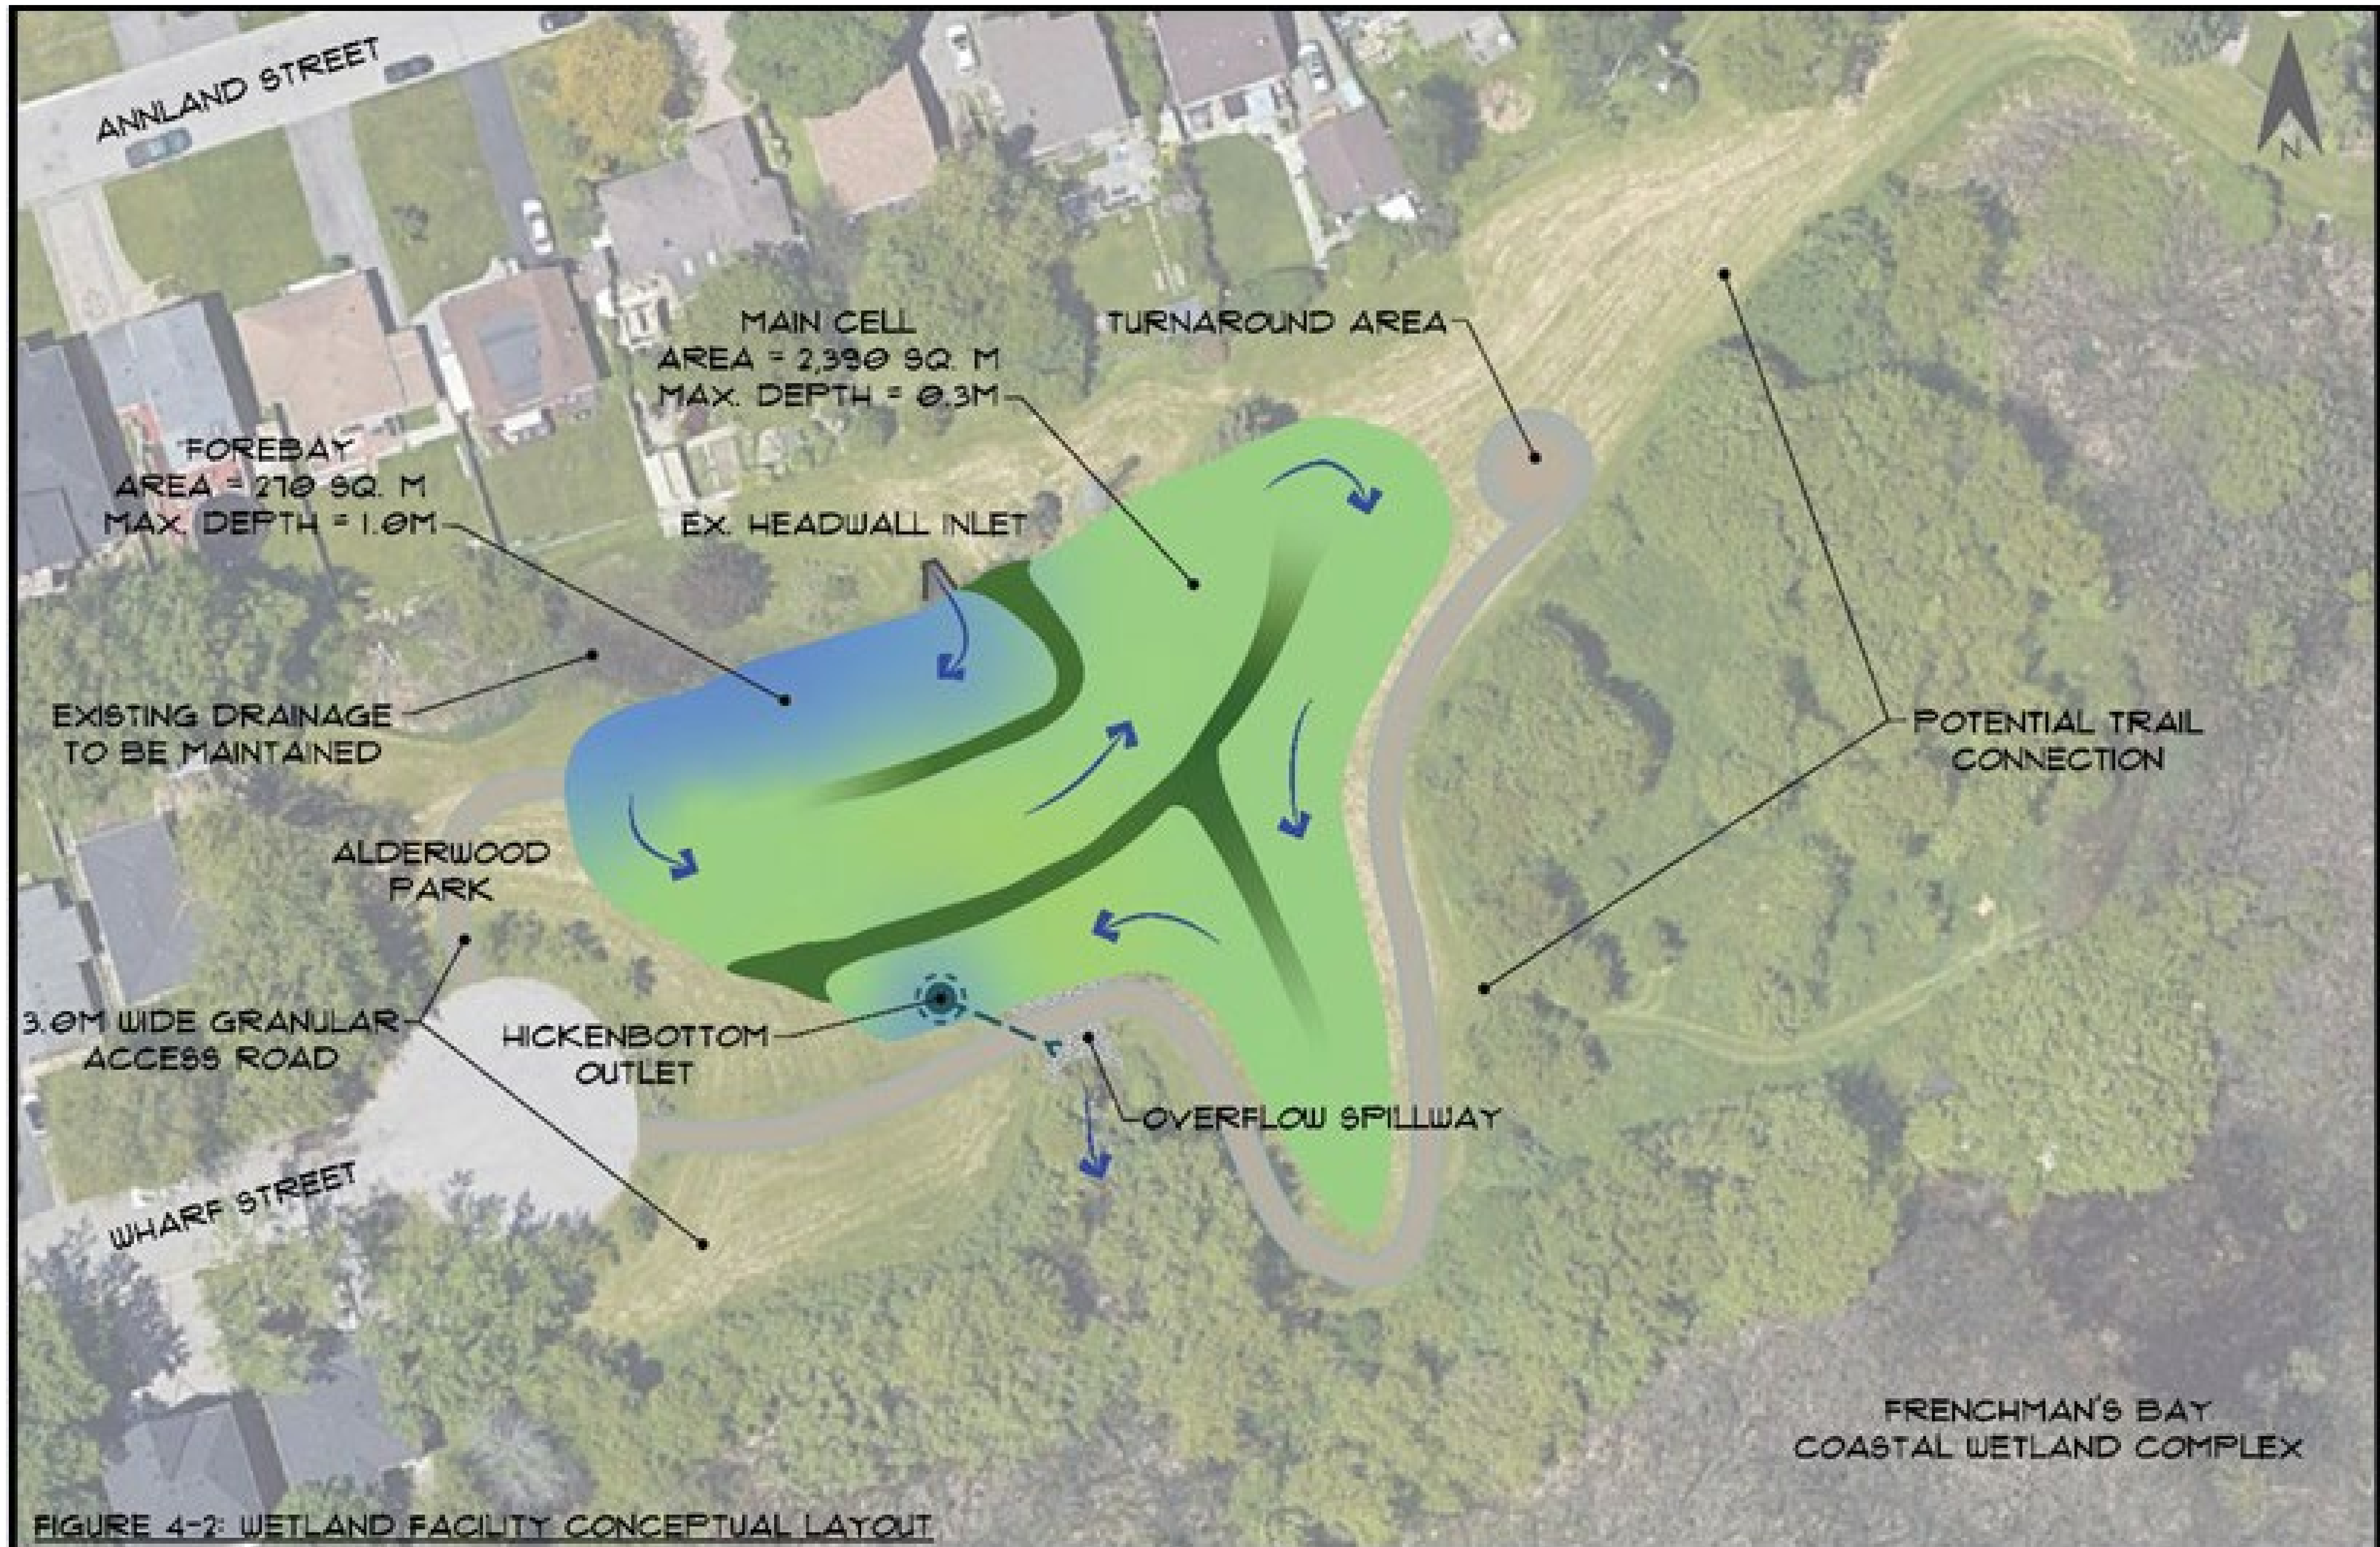 ANNLAND STREET
N
MAIN CELL
AREA = 2,390 SQ. M
MAX. DEPTH = 0.3M
TURNAROUND AREA
FOREBAY
AREA = 270 SQ. M
MAX. DEPTH = 1.0M
EX. HEADWALL INLET
EXISTING DRAINAGE
TO BE MAINTAINED
POTENTIAL TRAIL
CONNECTION
ALDERWOOD
PARK
3.0M WIDE GRANULAR
ACCESS ROAD
HICKENBOTTOM
OUTLET
OVERFLOW SPILLWAY
WHARF STREET
FRENCHMAN'S BAY
COASTAL WETLAND COMPLEX
FIGURE 4-2: WETLAND FACILITY CONCEPTUAL LAYOUT